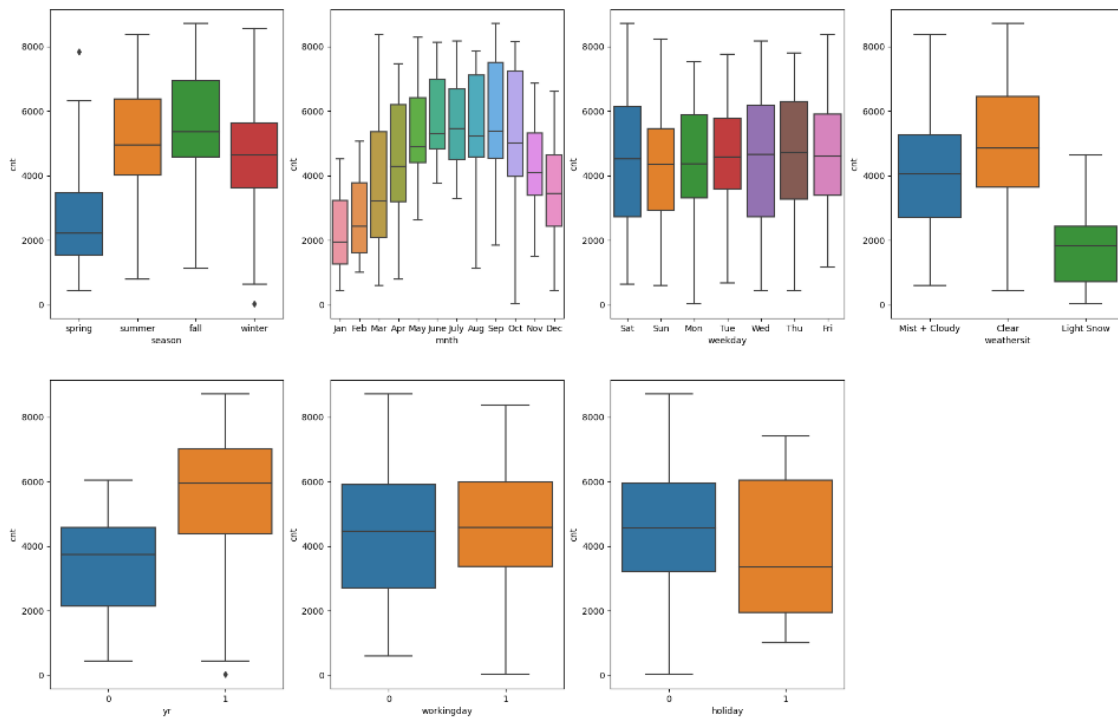 8000
6000
4000
2000
0
cnt
spring summer fall winter
season
8000
6000
4000
2000
0
cnt
Jan Feb Mar Apr May June July Aug Sep Oct Nov Dec
mnth
8000
6000
4000
2000
0
cnt
Sat Sun Mon Tue Wed Thu Fri
weekday
8000
6000
4000
2000
0
cnt
Mist + Cloudy Clear Light Snow
weathersit
8000
6000
4000
2000
0
cnt
0 1
yr
8000
6000
4000
2000
0
cnt
0 1
workingday
8000
6000
4000
2000
0
cnt
0 1
holiday